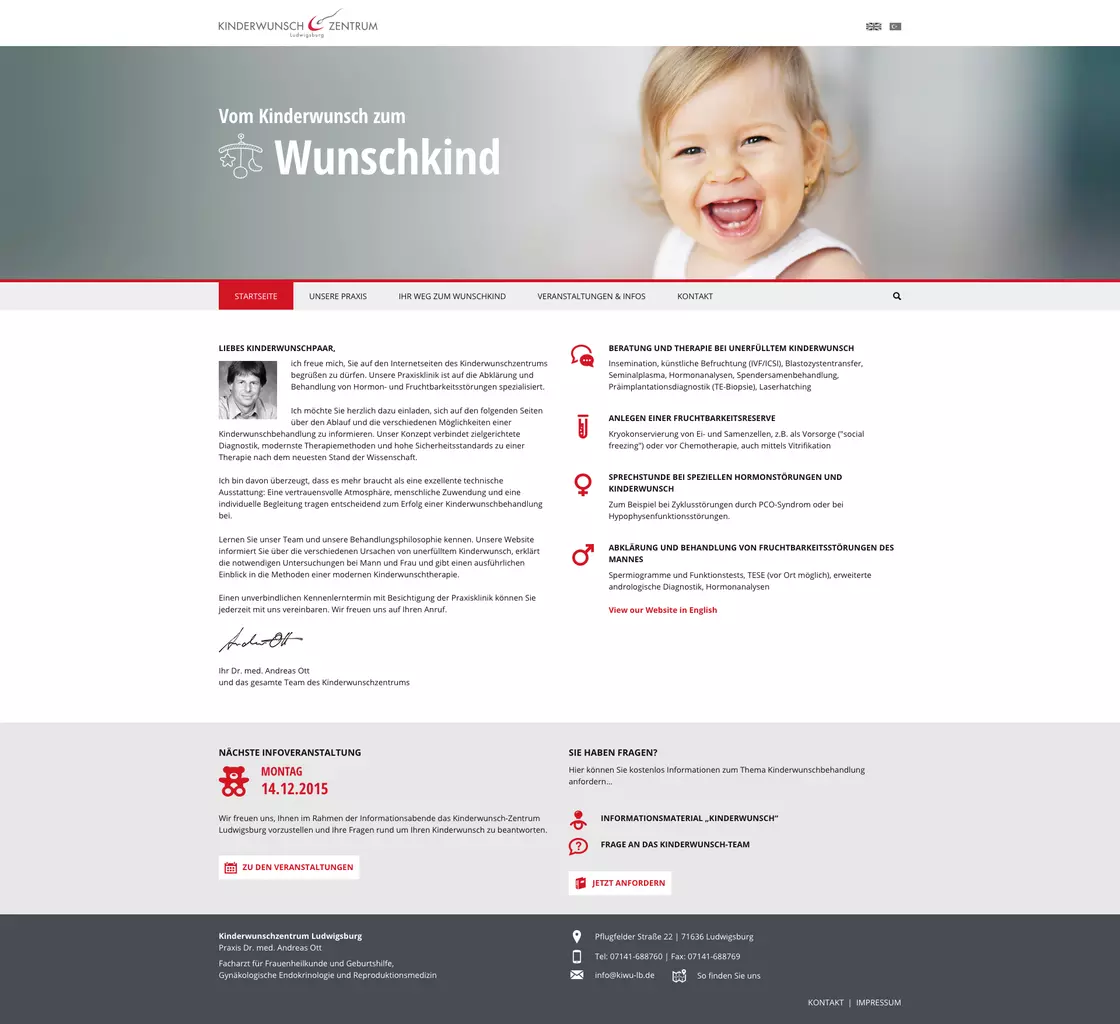 KINDERWUNSCH ZENTRUM
Ludwigsburg
Vom Kinderwunsch zum
Wunschkind
STARTSEITE
UNSERE PRAXIS
IHR WEG ZUM WUNSCHKIND
VERANSTALTUNGEN & INFOS
KONTAKT
LIEBES KINDERWUNSCHPAAR,
ich freue mich, Sie auf den Internetseiten des Kinderwunschzentrums
begrüßen zu dürfen. Unsere Praxisklinik ist auf die Abklärung und
Behandlung von Hormon- und Fruchtbarkeitsstörungen spezialisiert.
Ich möchte Sie herzlich dazu einladen, sich auf den folgenden Seiten
über den Ablauf und die verschiedenen Möglichkeiten einer
Kinderwunschbehandlung zu informieren. Unser Konzept verbindet zielgerichtete
Diagnostik, modernste Therapiemethoden und hohe Sicherheitsstandards zu einer
Therapie nach dem neuesten Stand der Wissenschaft.
Ich bin davon überzeugt, dass es mehr braucht als eine exzellente technische
Ausstattung: Eine vertrauensvolle Atmosphäre, menschliche Zuwendung und eine
individuelle Begleitung tragen entscheidend zum Erfolg einer Kinderwunschbehandlung
bei.
Lernen Sie unser Team und unsere Behandlungsphilosophie kennen. Unsere Website
informiert Sie über die verschiedenen Ursachen von unerfülltem Kinderwunsch, erklärt
die notwendigen Untersuchungen bei Mann und Frau und gibt einen ausführlichen
Einblick in die Methoden einer modernen Kinderwunschtherapie.
Einen unverbindlichen Kennenlerntermin mit Besichtigung der Praxisklinik können Sie
jederzeit mit uns vereinbaren. Wir freuen uns auf Ihren Anruf.
Andreas Ott
Ihr Dr. med. Andreas Ott
und das gesamte Team des Kinderwunschzentrums
BERATUNG UND THERAPIE BEI UNERFÜLLTEM KINDERWUNSCH
Insemination, künstliche Befruchtung (IVF/ICSI), Blastozystentransfer,
Seminalplasma, Hormonanalysen, Spendersamenbehandlung,
Präimplantationsdiagnostik (TE-Biopsie), Laserhatching
ANLEGEN EINER FRUCHTBARKEITSRESERVE
Kryokonservierung von Ei- und Samenzellen, z.B. als Vorsorge ("social
freezing") oder vor Chemotherapie, auch mittels Vitrifikation
SPRECHSTUNDE BEI SPEZIELLEN HORMONSTÖRUNGEN UND
KINDERWUNSCH
Zum Beispiel bei Zyklusstörungen durch PCO-Syndrom oder bei
Hypophysenfunktionsstörungen.
ABKLÄRUNG UND BEHANDLUNG VON FRUCHTBARKEITSSTÖRUNGEN DES
MANNES
Spermiogramme und Funktionstests, TESE (vor Ort möglich), erweiterte
andrologische Diagnostik, Hormonanalysen
View our Website in English
NÄCHSTE INFOVERANSTALTUNG
MONTAG
14.12.2015
Wir freuen uns, Ihnen im Rahmen der Informationsabende das Kinderwunsch-Zentrum
Ludwigsburg vorzustellen und Ihre Fragen rund um Ihren Kinderwunsch zu beantworten.
ZU DEN VERANSTALTUNGEN
SIE HABEN FRAGEN?
Hier können Sie kostenlos Informationen zum Thema Kinderwunschbehandlung
anfordern...
INFORMATIONSMATERIAL „KINDERWUNSCH“
FRAGE AN DAS KINDERWUNSCH-TEAM
JETZT ANFORDERN
Kinderwunschzentrum Ludwigsburg
Praxis Dr. med. Andreas Ott
Facharzt für Frauenheilkunde und Geburtshilfe,
Gynäkologische Endokrinologie und Reproduktionsmedizin
Pflugfelder Straße 22 | 71636 Ludwigsburg
Tel: 07141-688760 | Fax: 07141-688769
info@kiwu-lb.de
So finden Sie uns
KONTAKT | IMPRESSUM